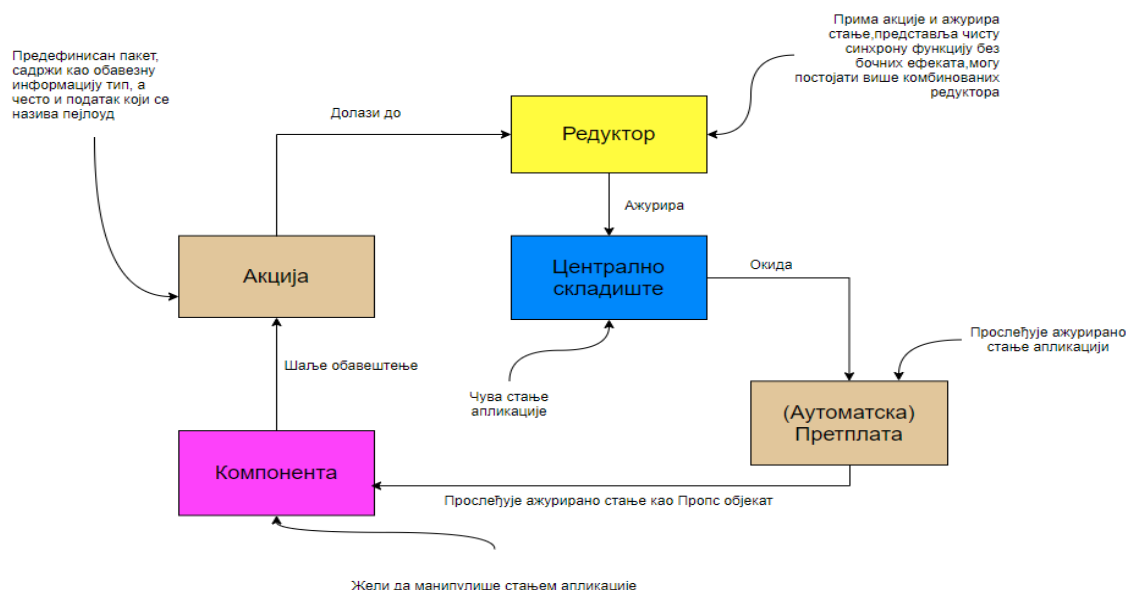 Предефинисан пакет,
садржи као обавезну
информацију тип, а
често и податак који се
назива пејлоуд
Прима акције и ажурира
стање,представља чисту
синхрону функцију без
бочних ефеката,могу
постојати више комбинованих
редуктора
Долази до
Редуктор
Ажурира
Акција
Централно
складиште
Окида
Прослеђује ажурирано
стање апликацији
Шаље обавештење
Чува стање
апликације
(Аутоматска)
Претплата
Компонента
Прослеђује ажурирано стање као Пропс објекат
Жели да манипулише стањем апликације